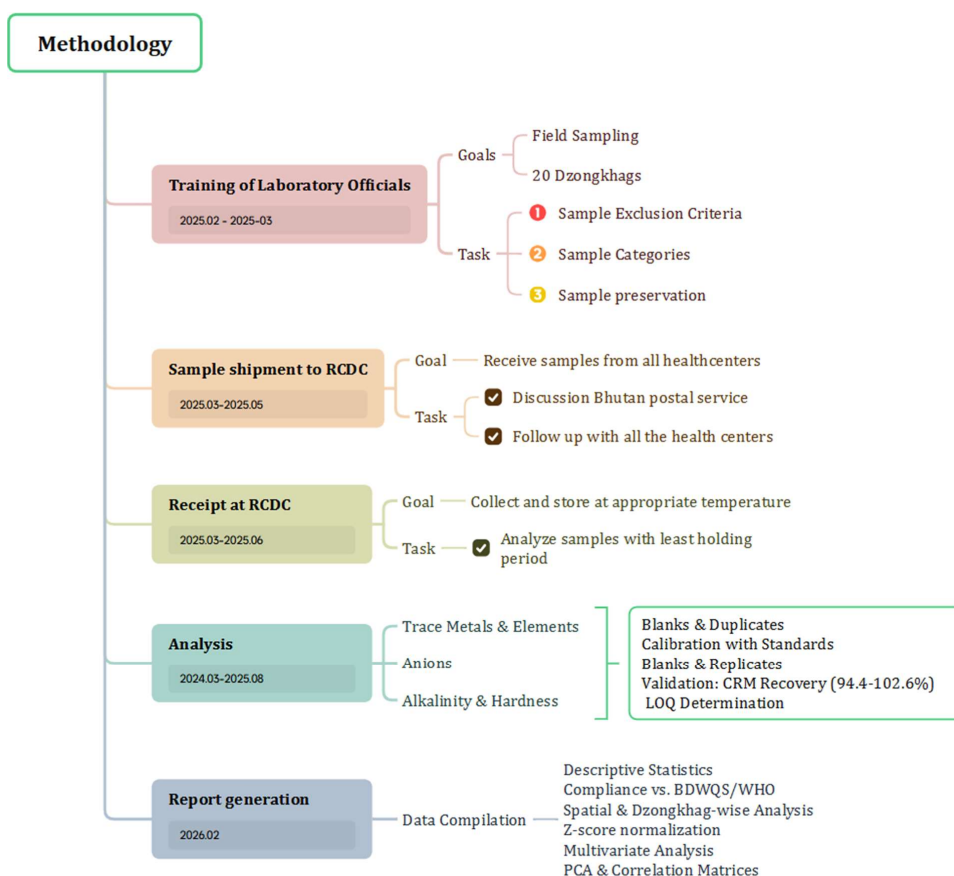 Methodology
Training of Laboratory Officials
2025.02 - 2025-03
Goals
Field Sampling
20 Dzongkhags
Task
1 Sample Exclusion Criteria
2 Sample Categories
3 Sample preservation
Sample shipment to RCDC
2025.03-2025.05
Goal
Receive samples from all healthcenters
Task
Discussion Bhutan postal service
Follow up with all the health centers
Receipt at RCDC
2025.03-2025.06
Goal
Collect and store at appropriate temperature
Task
Analyze samples with least holding
period
Analysis
2024.03-2025.08
Trace Metals & Elements
Anions
Alkalinity & Hardness
Blanks & Duplicates
Calibration with Standards
Blanks & Replicates
Validation: CRM Recovery (94.4-102.6%)
LOQ Determination
Report generation
2026.02
Data Compilation
Descriptive Statistics
Compliance vs. BDWQS/WHO
Spatial & Dzongkhag-wise Analysis
Z-score normalization
Multivariate Analysis
PCA & Correlation Matrices